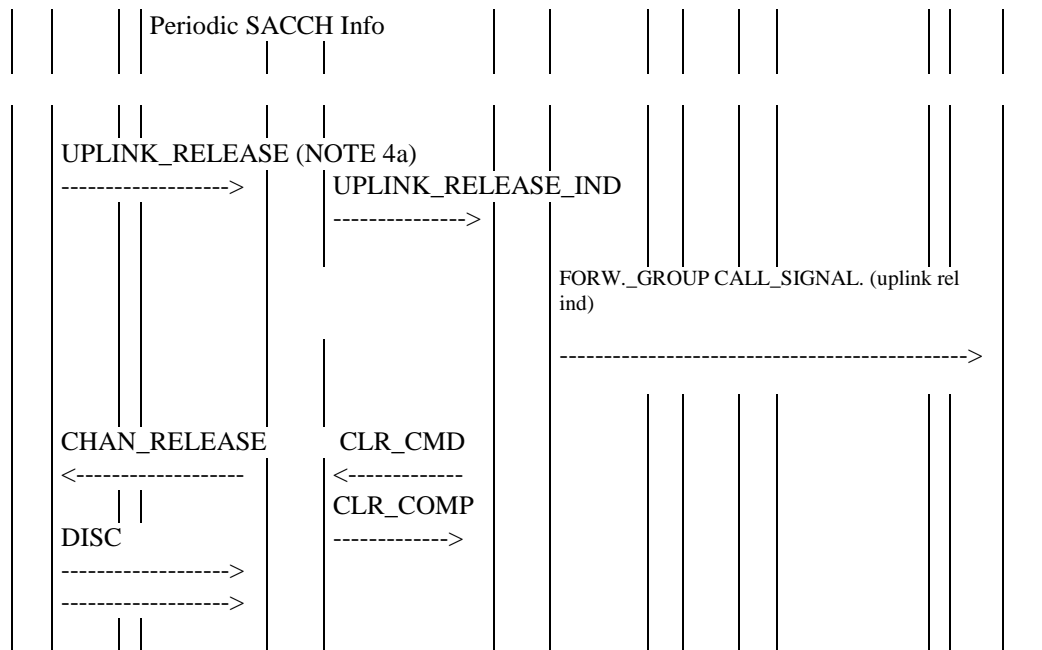 Periodic SACCH Info
UPLINK_RELEASE (NOTE 4a)
-------------------> UPLINK_RELEASE_IND
--------------->
FORW._GROUP CALL_SIGNAL. (uplink rel
ind)
---------------------------------------------->
CHAN_RELEASE CLR_CMD
<------------------- <-------------
CLR_COMP
DISC ------------->
------------------->
------------------->